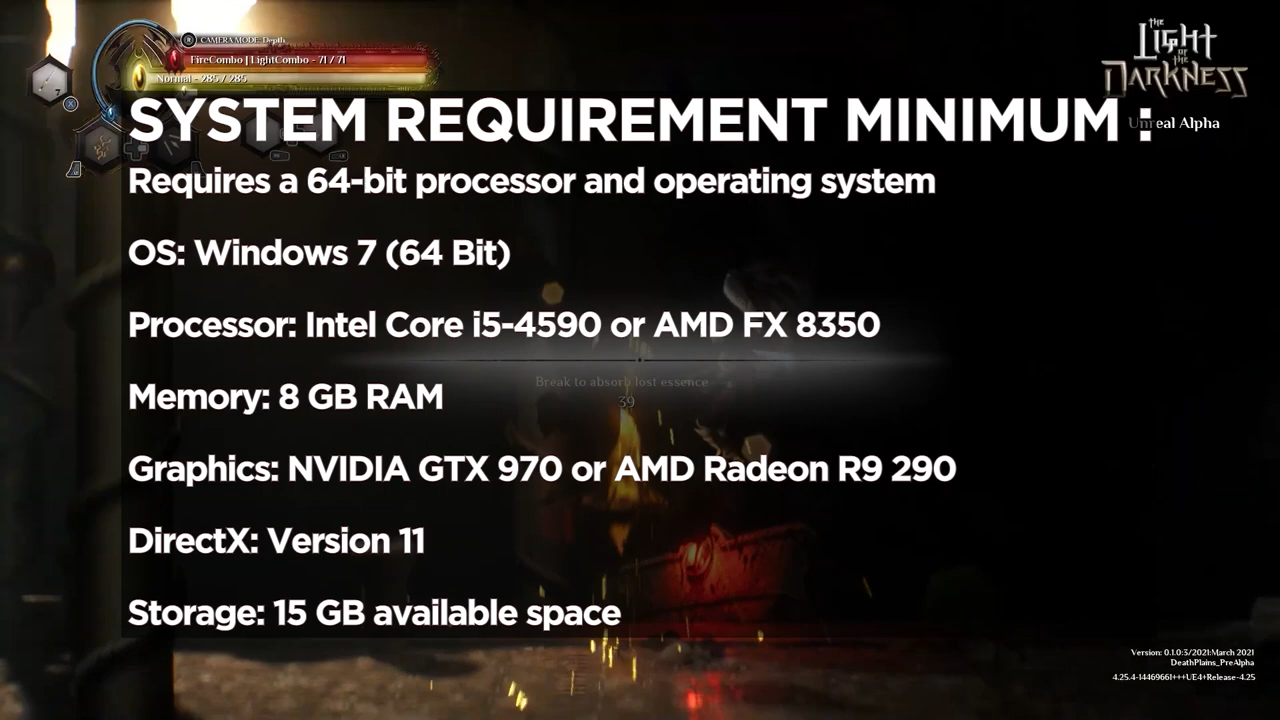 CAMERA MODE: Depth
FireCombo | LightCombo - 71 / 71
Normal - 285 / 285
7
THE
LIGHT
OF THE
DARKNESS
SYSTEM REQUIREMENT MINIMUM :
Unreal Alpha
Requires a 64-bit processor and operating system
OS: Windows 7 (64 Bit)
Processor: Intel Core i5-4590 or AMD FX 8350
Break to absorb lost essence
39
Memory: 8 GB RAM
Graphics: NVIDIA GTX 970 or AMD Radeon R9 290
DirectX: Version 11
Storage: 15 GB available space
Version: 0.1.0:3/2021:March 2021
DeathPlains_PreAlpha
4.25.4-14469661+++UE4+Release-4.25